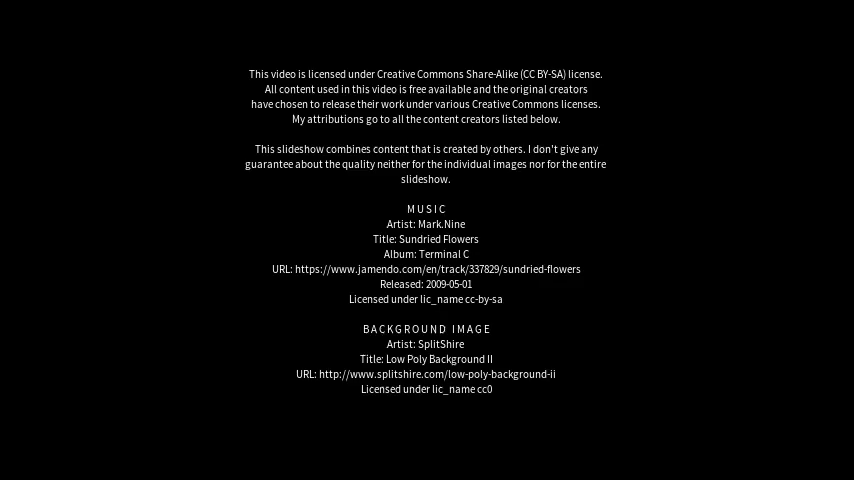 This video is licensed under Creative Commons Share-Alike (CC BY-SA) license.
All content used in this video is free available and the original creators
have chosen to release their work under various Creative Commons licenses.
My attributions go to all the content creators listed below.
This slideshow combines content that is created by others. I don't give any
guarantee about the quality neither for the individual images nor for the entire
slideshow.
MUSIC
Artist: Mark.Nine
Title: Sundried Flowers
Album: Terminal C
URL: https://www.jamendo.com/en/track/337829/sundried-flowers
Released: 2009-05-01
Licensed under lic_name cc-by-sa
BACKGROUND IMAGE
Artist: SplitShire
Title: Low Poly Background II
URL: http://www.splitshire.com/low-poly-background-ii
Licensed under lic_name cc0